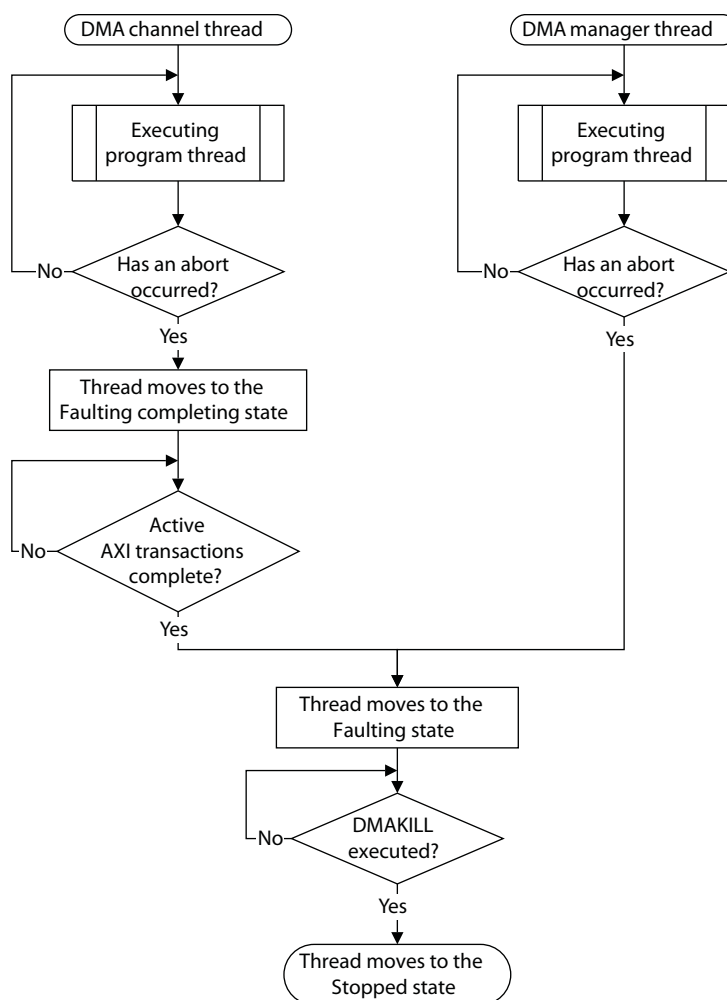 DMA channel thread
DMA manager thread
Executing
program thread
Executing
program thread
Has an abort
occurred?
No
Has an abort
occurred?
No
Yes
Yes
Thread moves to the
Faulting completing state
Active
AXI transactions
complete?
No
Yes
Thread moves to the
Faulting state
DMAKILL
executed?
No
Yes
Thread moves to the
Stopped state